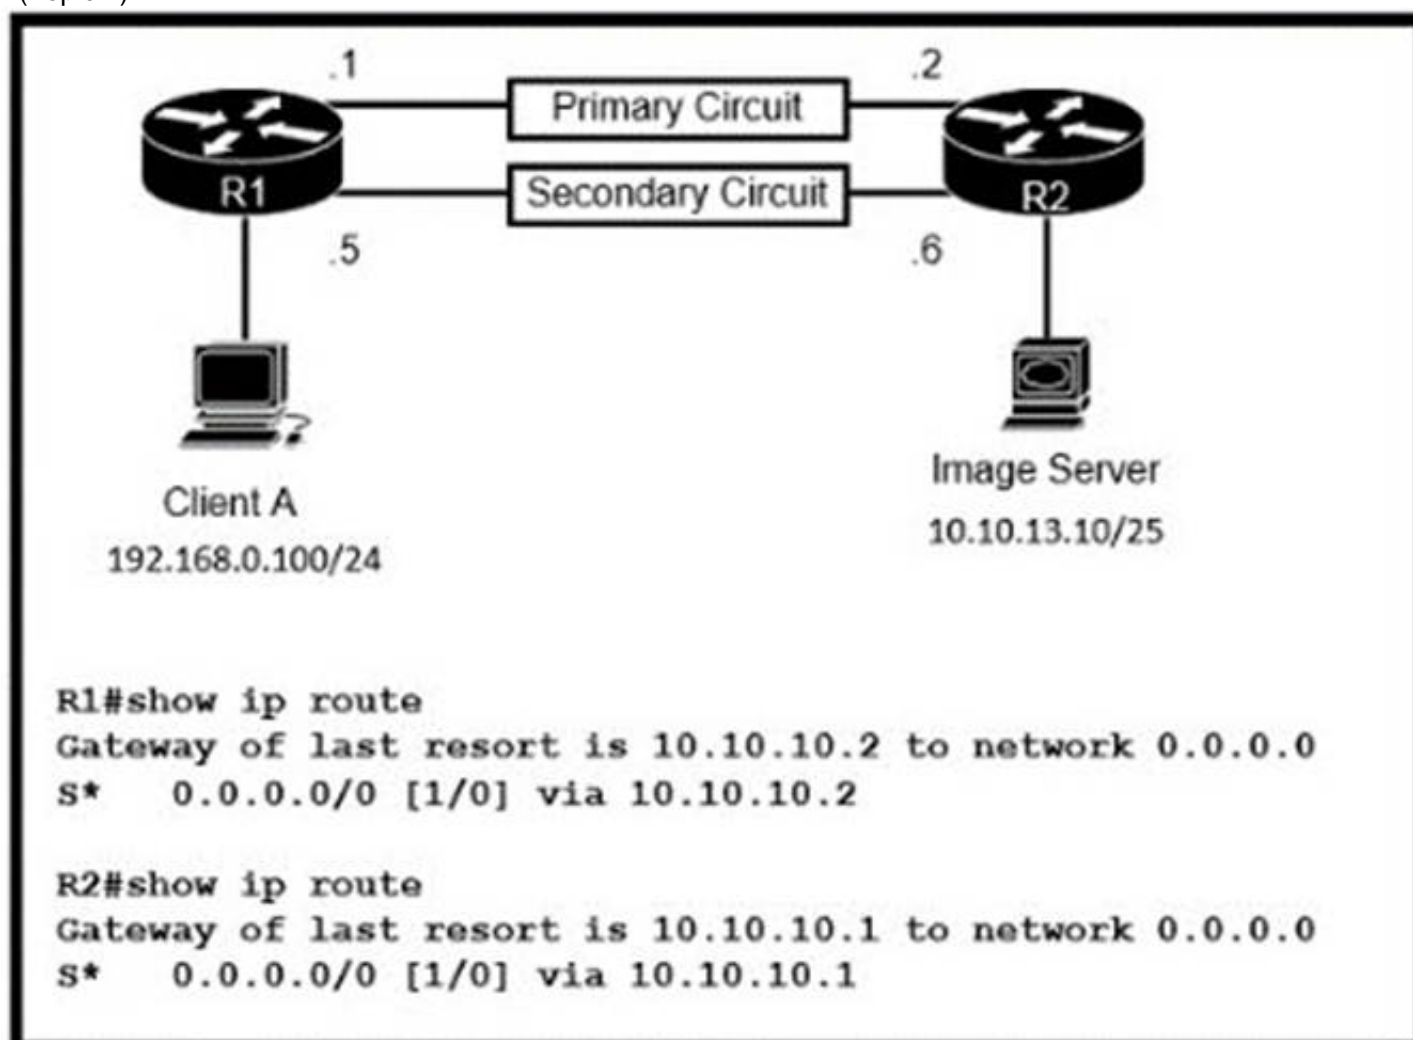 .1
.2
Primary Circuit
R1
Secondary Circuit
R2
.5
.6
Client A
192.168.0.100/24
Image Server
10.10.13.10/25
R1#show ip route
Gateway of last resort is 10.10.10.2 to network 0.0.0.0
S* 0.0.0.0/0 [1/0] via 10.10.10.2
R2#show ip route
Gateway of last resort is 10.10.10.1 to network 0.0.0.0
S* 0.0.0.0/0 [1/0] via 10.10.10.1